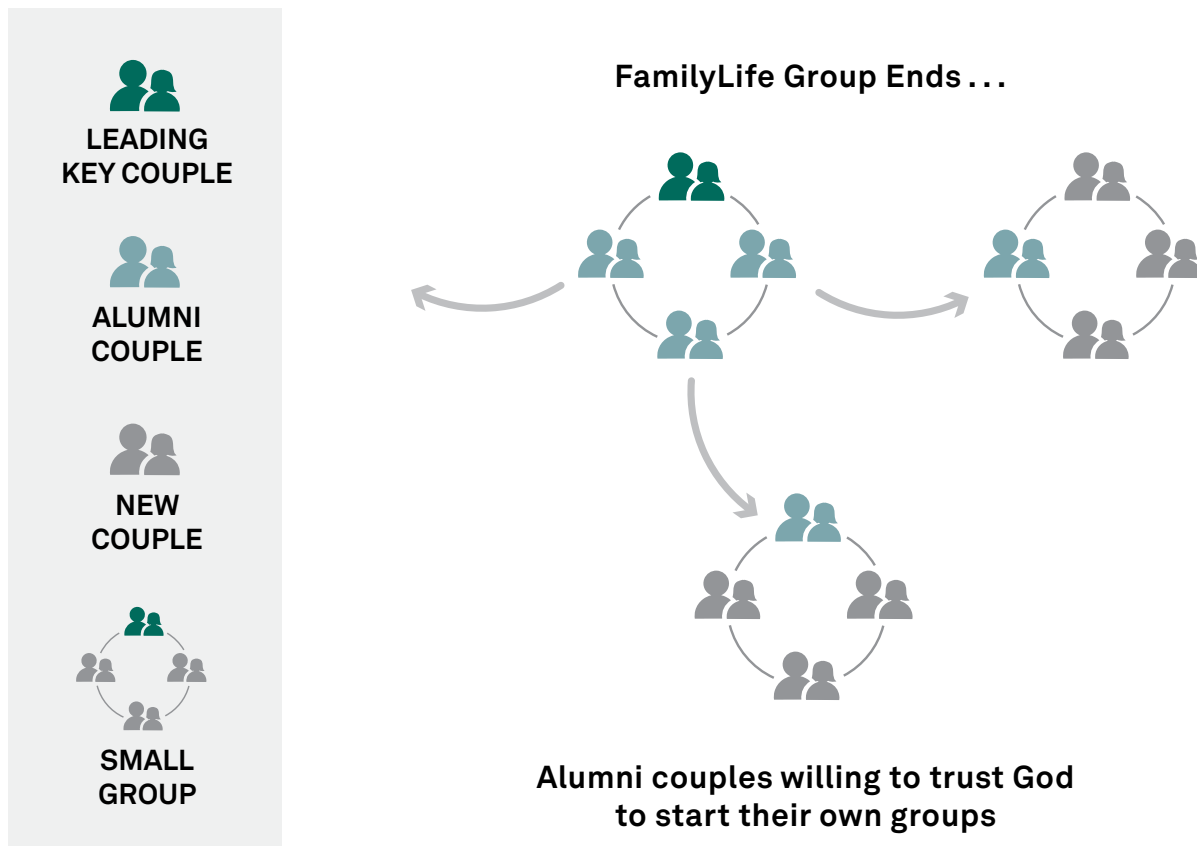 LEADING
KEY COUPLE
ALUMNI
COUPLE
NEW
COUPLE
SMALL
GROUP
FamilyLife Group Ends . . .
Alumni couples willing to trust God
to start their own groups